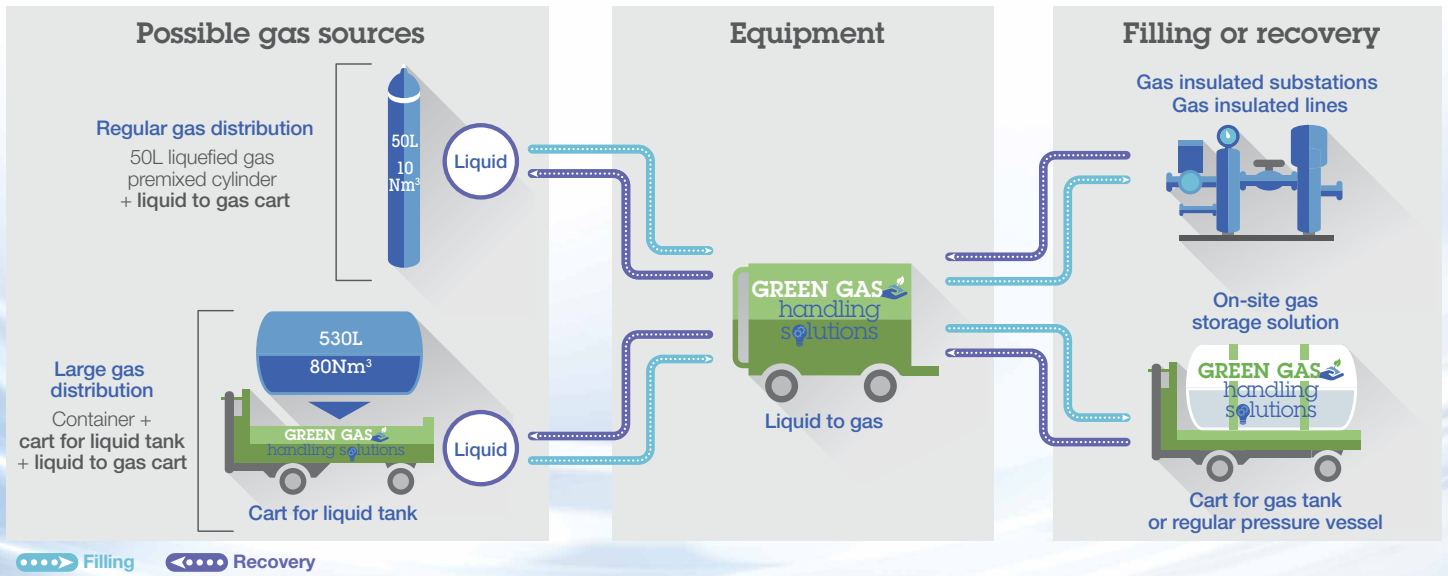 Possible gas sources
Regular gas distribution
50L liquefied gas
premixed cylinder
+ liquid to gas cart
50L
10
Nm³
Liquid
Large gas
distribution
Container +
cart for liquid tank
+ liquid to gas cart
530L
80Nm³
GREEN GAS
handling solutions
Liquid
Cart for liquid tank
Equipment
GREEN GAS
handling
solutions
Liquid to gas
Filling or recovery
Gas insulated substations
Gas insulated lines
On-site gas
storage solution
GREEN GAS
handling
solutions
Cart for gas tank
or regular pressure vessel
Filling
Recovery